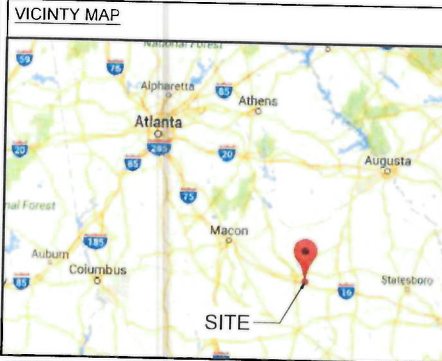 VICINTY MAP
National Forest
59
75
Alpharetta
85
Athens
Atlanta
20
285
20
85
Augusta
75
nal Forest
Macon
185
Auburn
Columbus
85
16
Statesboro
SITE